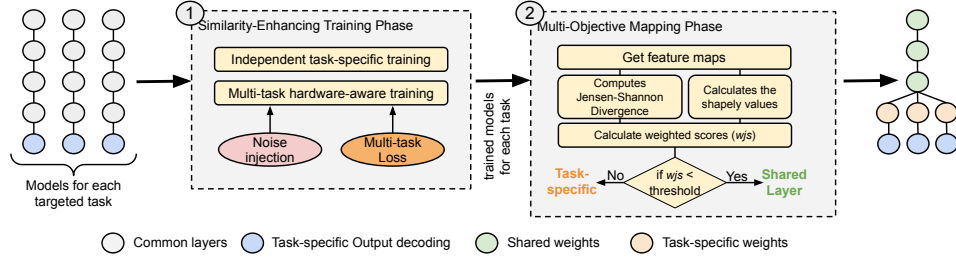 1
Similarity-Enhancing Training Phase
Independent task-specific training
Multi-task hardware-aware training
Noise
injection
Multi-task
Loss
Models for each
targeted task
trained models
for each task
2
Multi-Objective Mapping Phase
Get feature maps
Computes
Jensen-Shannon
Divergence
Calculates the
shapely values
Calculate weighted scores (wjs)
Task-
specific
No
if wjs <
threshold
Yes
Shared
Layer
Common layers
Task-specific Output decoding
Shared weights
Task-specific weights